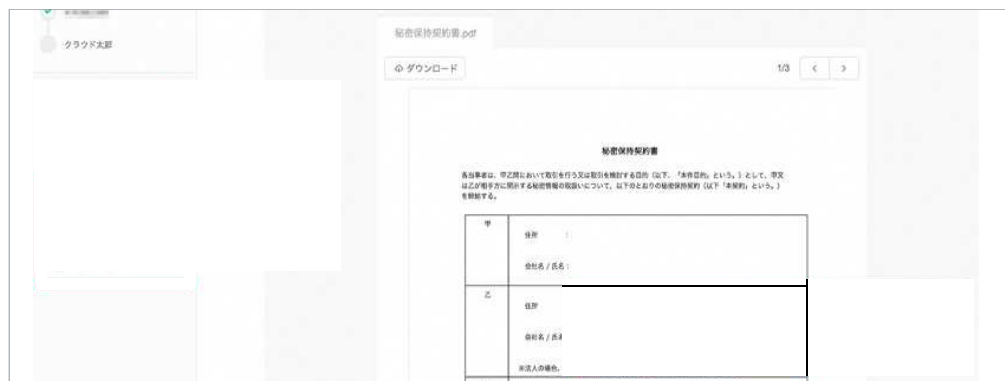 クラウド太郎
秘密保持契約書.pdf
ダウンロード
1/3
秘密保持契約書
各当事者は、甲乙間において取引を行う又は取引を検討する目的（以下、「本件目的」という。）として、甲又
は乙が相手方に開示する秘密情報の取扱いについて、以下のとおりの秘密保持契約（以下「本契約」という。）
を締結する。
甲
住所 :
会社名 / 氏名 :
乙
住所
会社名 / 氏
※法人の場合、